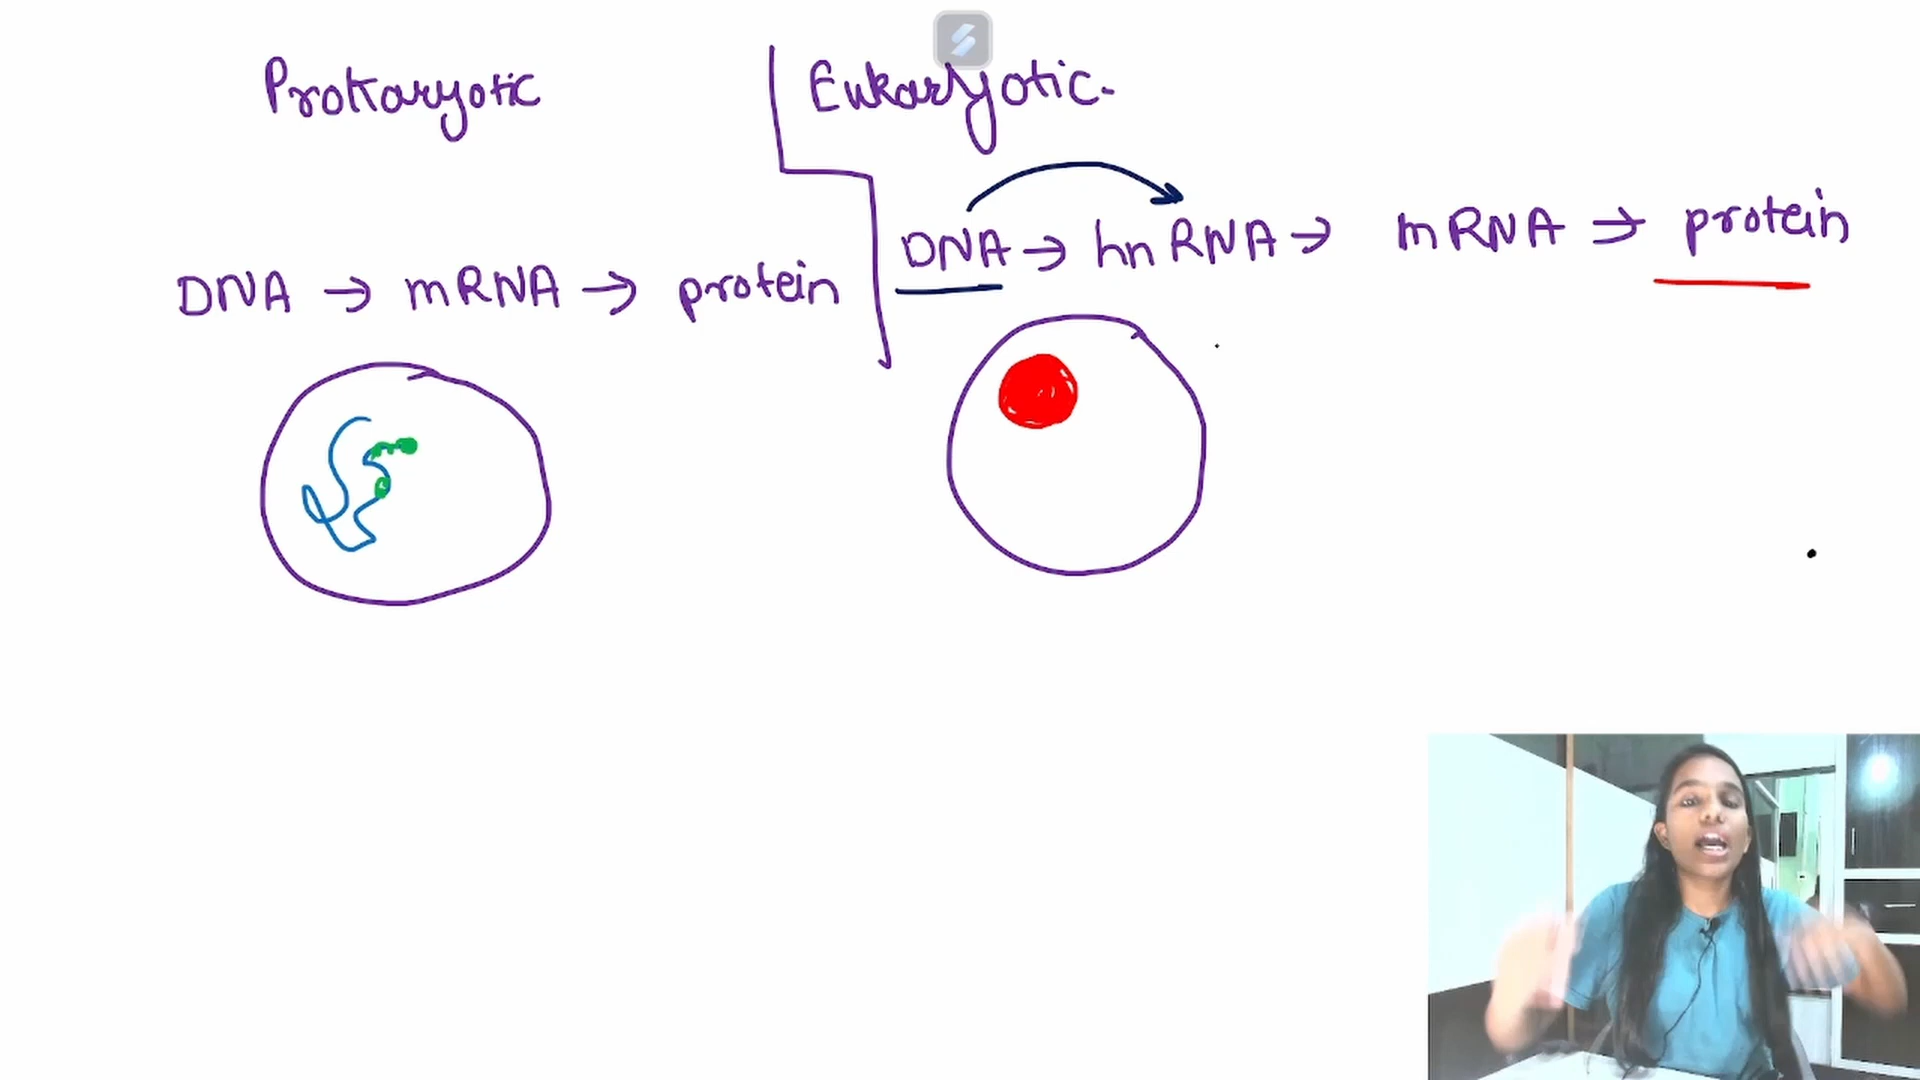 Prokaryotic
Eukaryotic.
DNA → mRNA → protein
DNA → hnRNA → mRNA → protein